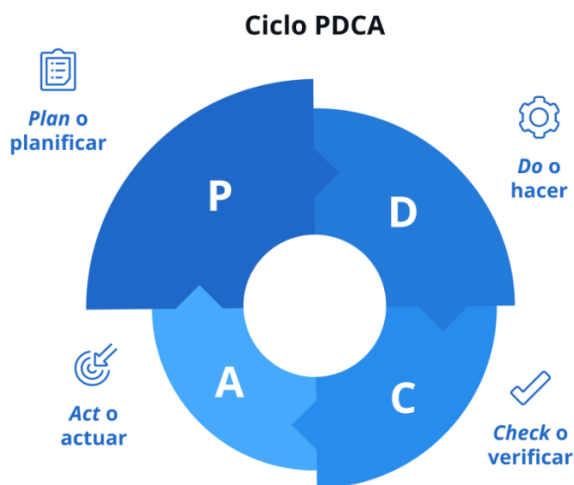 Ciclo PDCA
Plan o
planificar
Do o
hacer
P
D
A
C
Act o
actuar
Check o
verificar